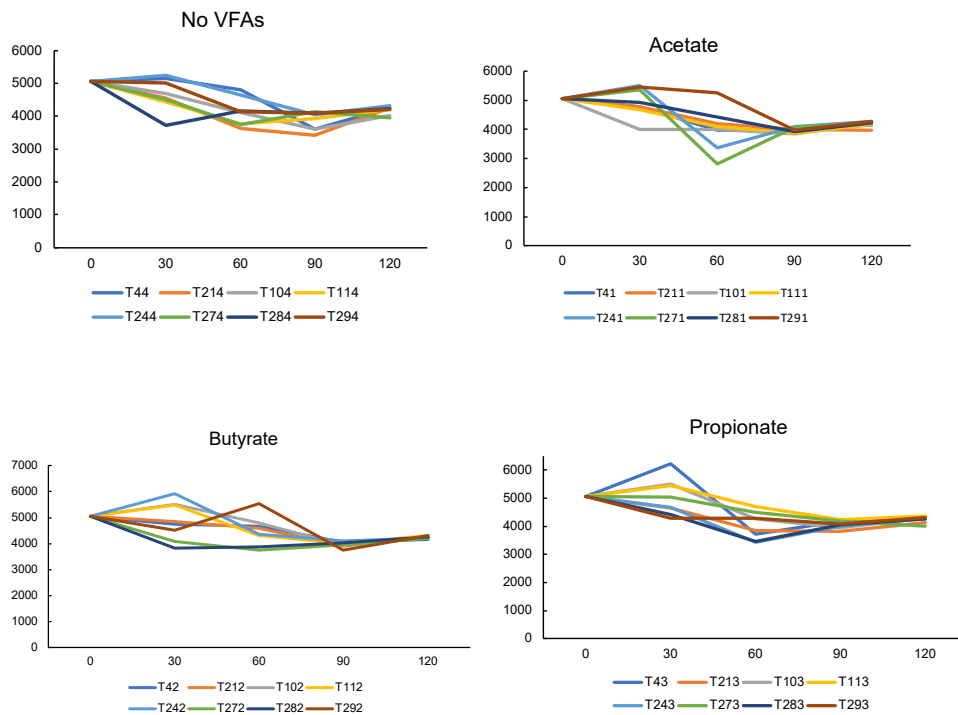 No VFAs
6000
5000
4000
3000
2000
1000
0
0 30 60 90 120
T44 T214 T104 T114
T244 T274 T284 T294
Acetate
6000
5000
4000
3000
2000
1000
0
0 30 60 90 120
T41 T211 T101 T111
T241 T271 T281 T291
Butyrate
7000
6000
5000
4000
3000
2000
1000
0
0 30 60 90 120
T42 T212 T102 T112
T242 T272 T282 T292
Propionate
6000
5000
4000
3000
2000
1000
0
0 30 60 90 120
T43 T213 T103 T113
T243 T273 T283 T293